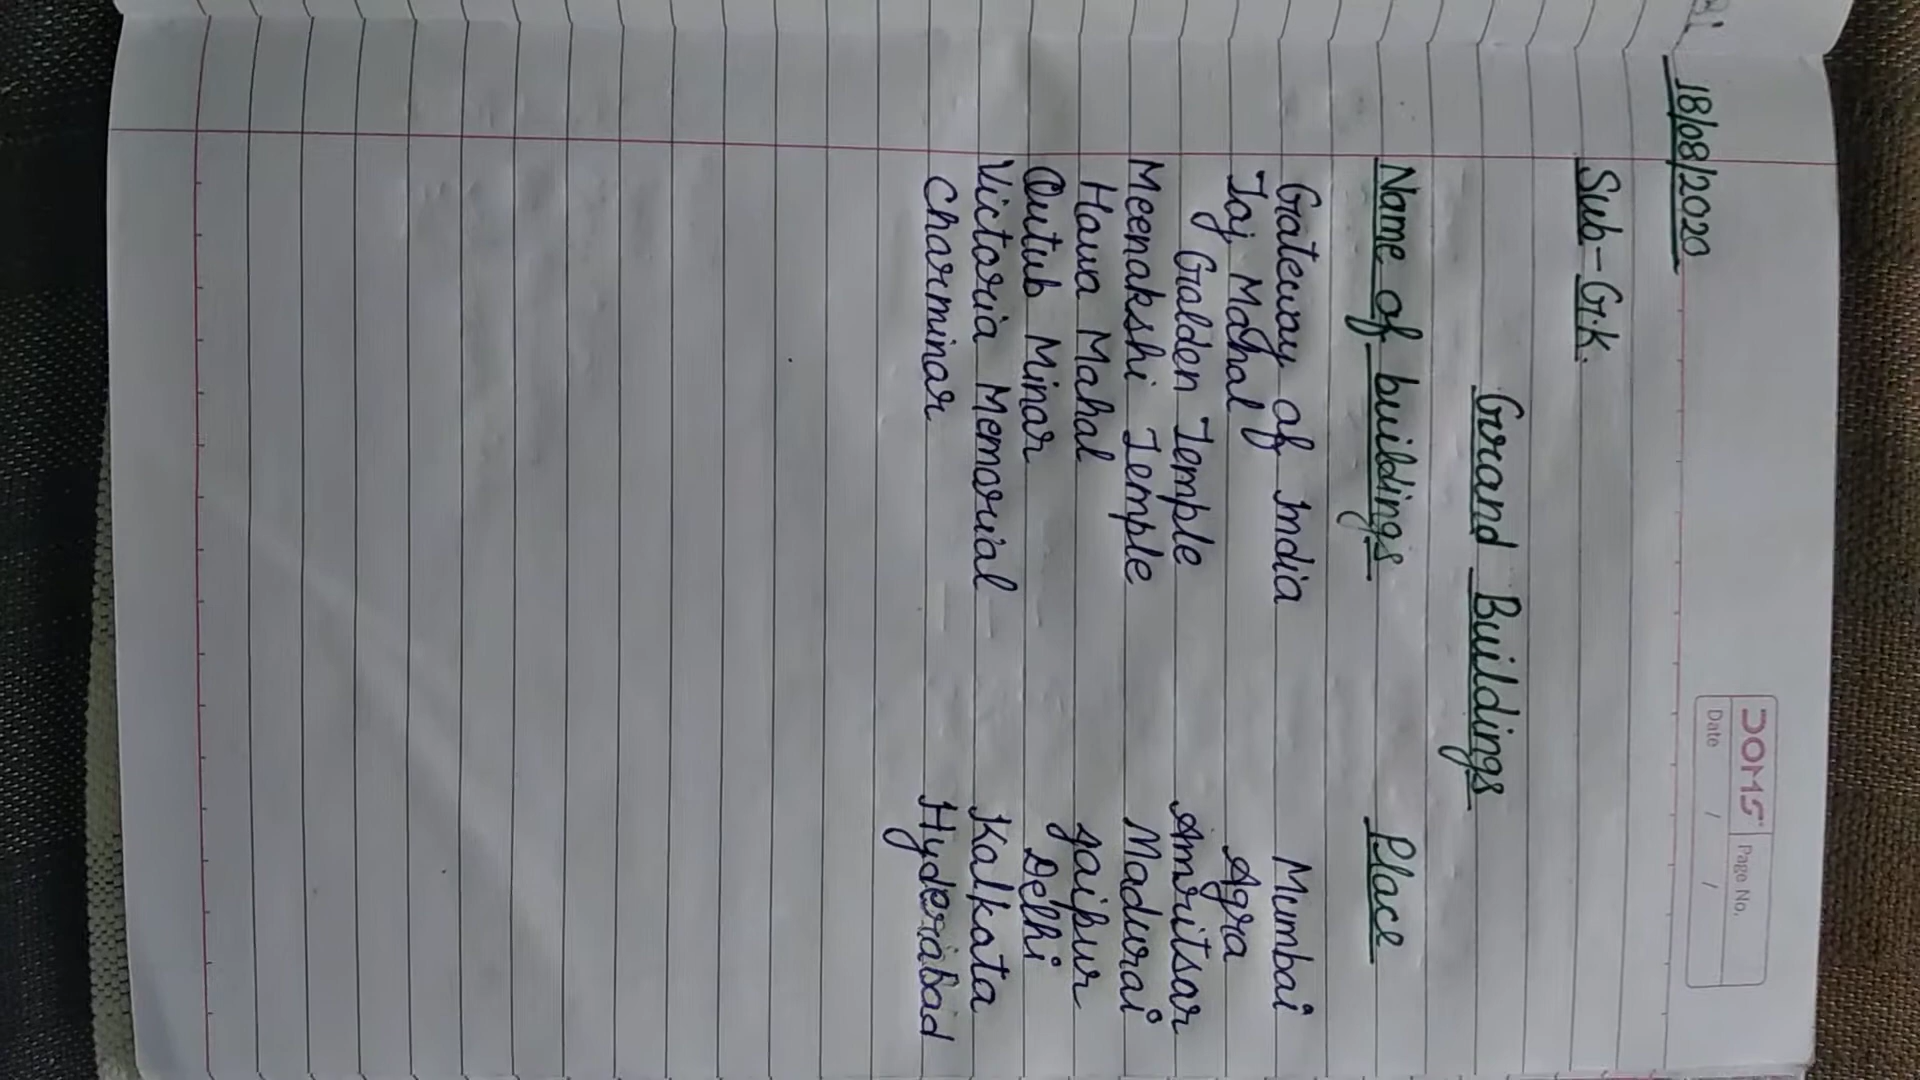 DOMS Page No.
Date / /
18/08/2020
Sub-G.K.
Grand Buildings
Name of buildings Place
Gateway of India Mumbai
Taj Mahal Agra
Golden Temple Amritsar
Meenakshi Temple Madurai
Hawa Mahal Jaipur
Qutub Minar Delhi
Victoria Memorial Kolkata
Charminar Hyderabad